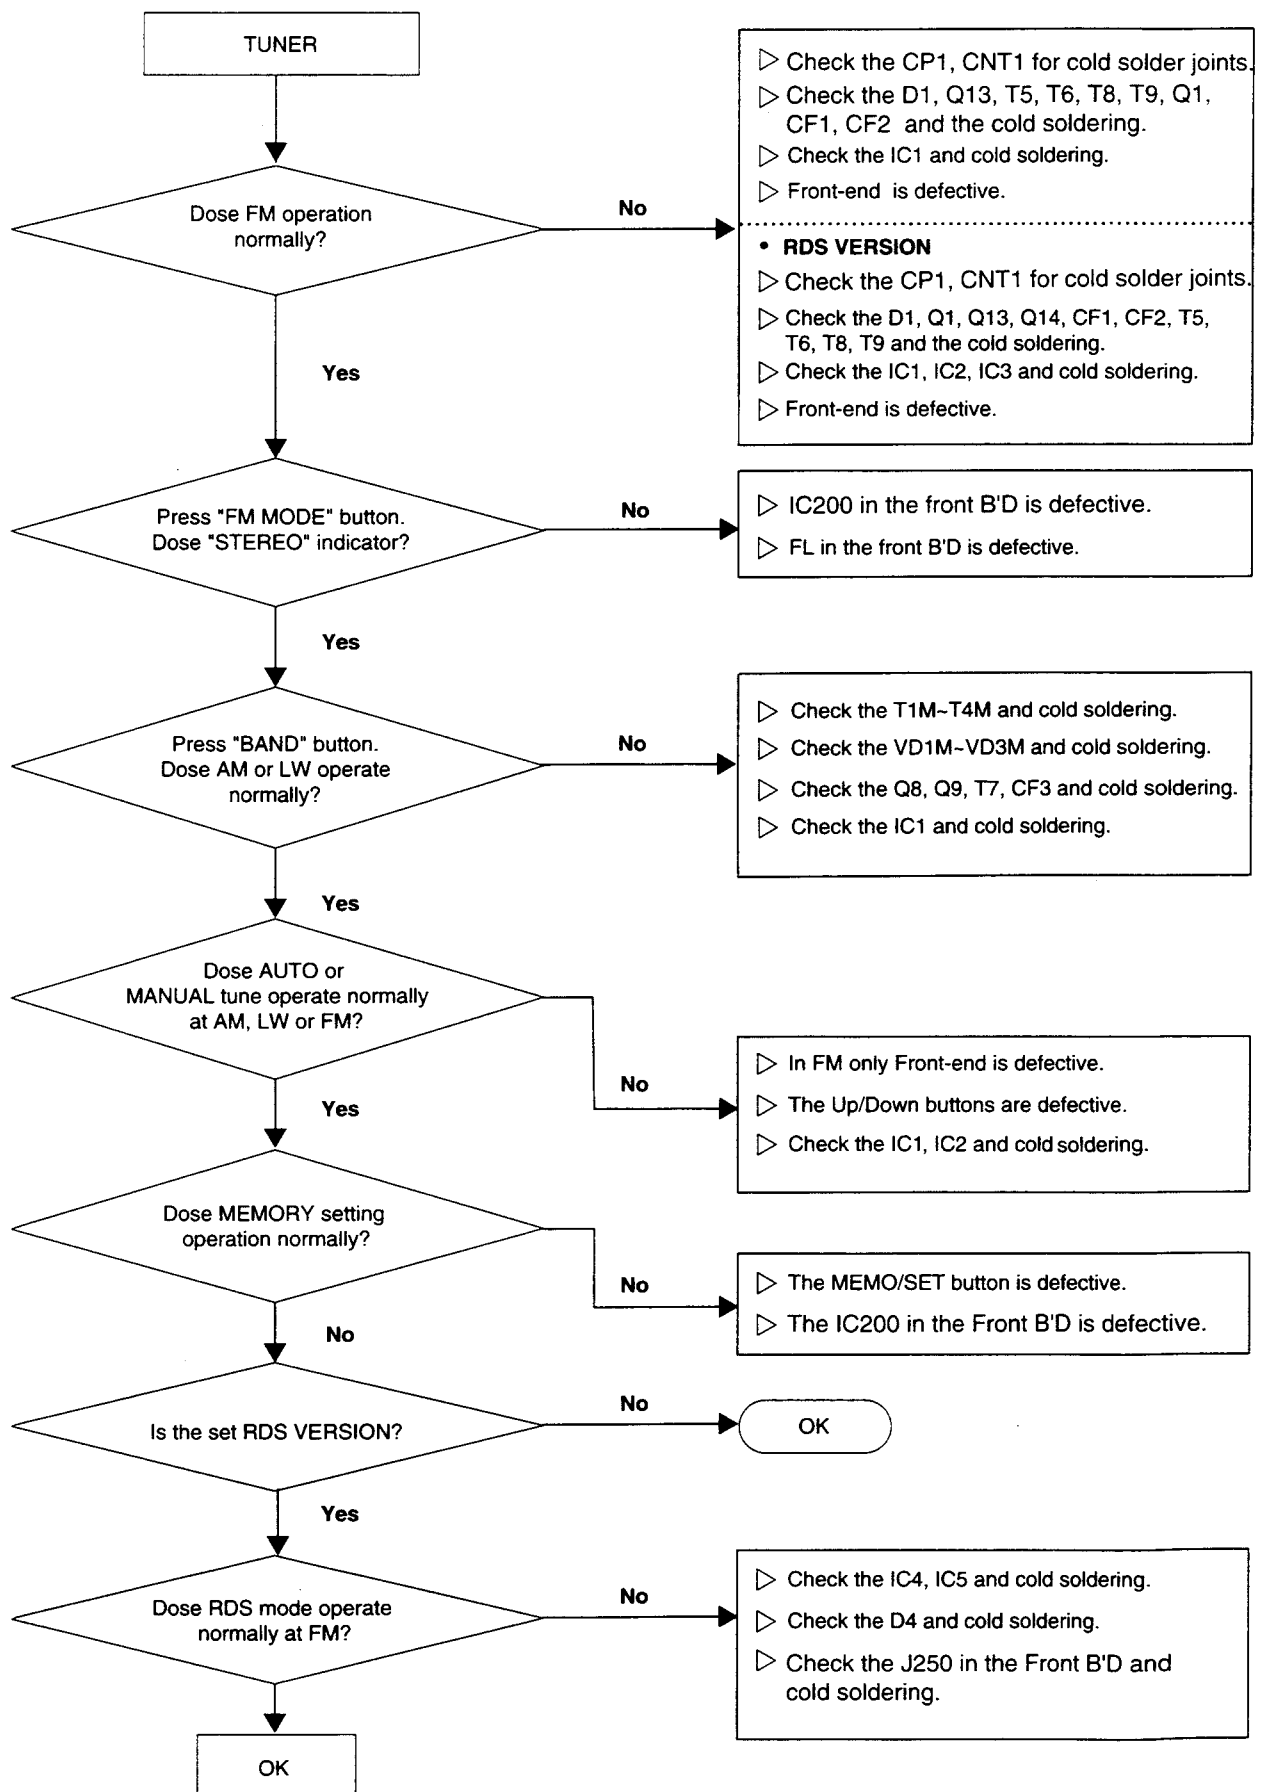 TUNER
▷ Check the CP1, CNT1 for cold solder joints.
▷ Check the D1, Q13, T5, T6, T8, T9, Q1,
CF1, CF2 and the cold soldering.
▷ Check the IC1 and cold soldering.
▷ Front-end is defective.
Dose FM operation
normally?
No
• RDS VERSION
▷ Check the CP1, CNT1 for cold solder joints.
▷ Check the D1, Q1, Q13, Q14, CF1, CF2, T5,
T6, T8, T9 and the cold soldering.
▷ Check the IC1, IC2, IC3 and cold soldering.
▷ Front-end is defective.
Yes
Press "FM MODE" button.
Dose "STEREO" indicator?
No
▷ IC200 in the front B'D is defective.
▷ FL in the front B'D is defective.
Yes
Press "BAND" button.
Dose AM or LW operate
normally?
No
▷ Check the T1M~T4M and cold soldering.
▷ Check the VD1M~VD3M and cold soldering.
▷ Check the Q8, Q9, T7, CF3 and cold soldering.
▷ Check the IC1 and cold soldering.
Yes
Dose AUTO or
MANUAL tune operate normally
at AM, LW or FM?
No
▷ In FM only Front-end is defective.
▷ The Up/Down buttons are defective.
▷ Check the IC1, IC2 and cold soldering.
Yes
Dose MEMORY setting
operation normally?
No
▷ The MEMO/SET button is defective.
▷ The IC200 in the Front B'D is defective.
No
Is the set RDS VERSION?
No
OK
Yes
Dose RDS mode operate
normally at FM?
No
▷ Check the IC4, IC5 and cold soldering.
▷ Check the D4 and cold soldering.
▷ Check the J250 in the Front B'D and
cold soldering.
OK